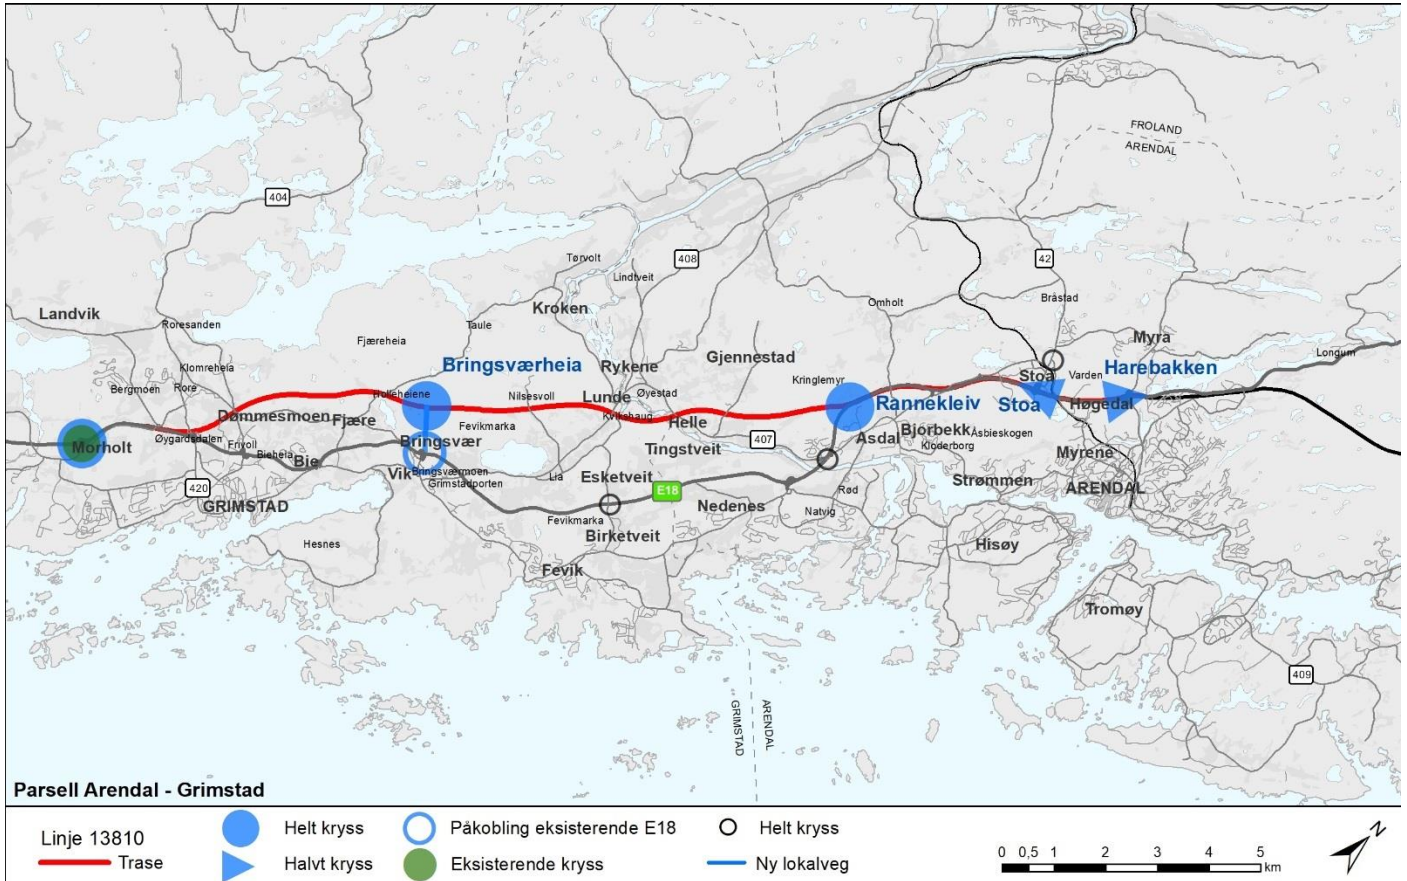 FROLAND
ARENDAL
404
408
42
Tørvolt
Lindtveit
Kroken
Bråstad
Omholt
Landvik
Roresanden
Taule
Myra
Fjæreheia
Longum
Bringsværheia
Rykene
Gjennestad
Harebakken
Klomreheia
Stoa
Varden
Bergmoen
Rore
Kringlemyr
Holleheiene
Nilsesvoll
Lunde
Øyestad
Rannekleiv
Stoa
Høgedal
Dømmesmoen
Fjære
Kvikshaug
Helle
Fevikmarka
Bjorbekk
Asbieskogen
Øygardsdalen
Morholt
Frivoll
Bringsvær
407
Asdal
Kloderborg
Bieheia
Bie
Tingstveit
Myrene
Vik
Bringsværmoen
Grimstadporten
Lia
Esketveit
Strømmen
ARENDAL
420
E18
Rød
GRIMSTAD
Nedenes
Natvig
Fevikmarka
Birketveit
Hesnes
Hisøy
Fevik
Tromøy
409
GRIMSTAD
ARENDAL
Parsell Arendal - Grimstad
Linje 13810
Trase
Helt kryss
Halvt kryss
Påkobling eksisterende E18
Eksisterende kryss
Helt kryss
Ny lokalveg
0 0,5 1 2 3 4 5
km
N